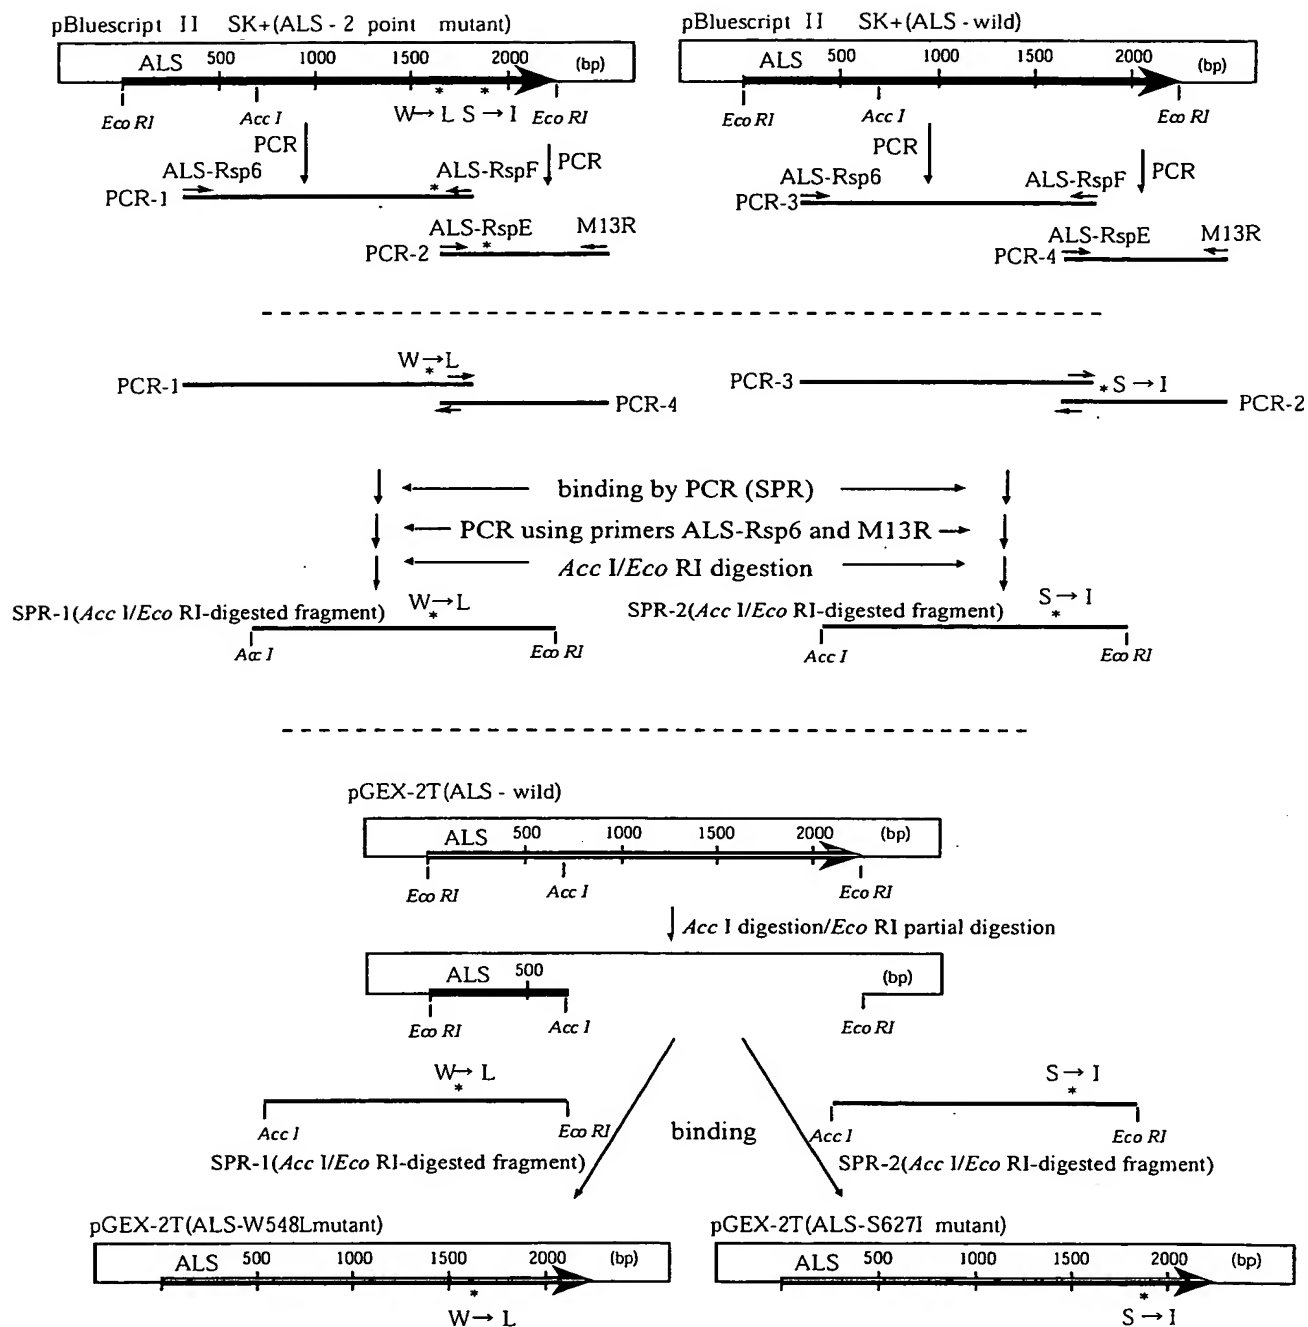 pBluescript II SK+(ALS - 2 point mutant)
pBluescript II SK+(ALS - wild)
ALS 500 1000 1500 2000 (bp)
ALS 500 1000 1500 2000 (bp)
* *
Eco RI Acc I W→ L S → I Eco RI
Eco RI Acc I Eco RI
PCR PCR
PCR PCR
ALS-Rsp6 ALS-RspF
PCR-1 *
ALS-RspE M13R
PCR-2 *
ALS-Rsp6 ALS-RspF
PCR-3
ALS-RspE M13R
PCR-4
W→L
*
PCR-1
PCR-4
PCR-3
* S → I
PCR-2
binding by PCR (SPR)
PCR using primers ALS-Rsp6 and M13R
Acc I/Eco RI digestion
SPR-1(Acc I/Eco RI-digested fragment) W→L
*
Acc I Eco RI
SPR-2(Acc I/Eco RI-digested fragment) S → I
*
Acc I Eco RI
pGEX-2T(ALS - wild)
ALS 500 1000 1500 2000 (bp)
Eco RI Acc I Eco RI
Acc I digestion/Eco RI partial digestion
ALS 500 (bp)
Eco RI Acc I Eco RI
W→ L
*
Acc I Eco RI
SPR-1(Acc I/Eco RI-digested fragment)
binding
S → I
*
Acc I Eco RI
SPR-2(Acc I/Eco RI-digested fragment)
pGEX-2T(ALS-W548Lmutant)
ALS 500 1000 1500 2000 (bp)
*
W→ L
pGEX-2T(ALS-S627I mutant)
ALS 500 1000 1500 2000 (bp)
*
S → I